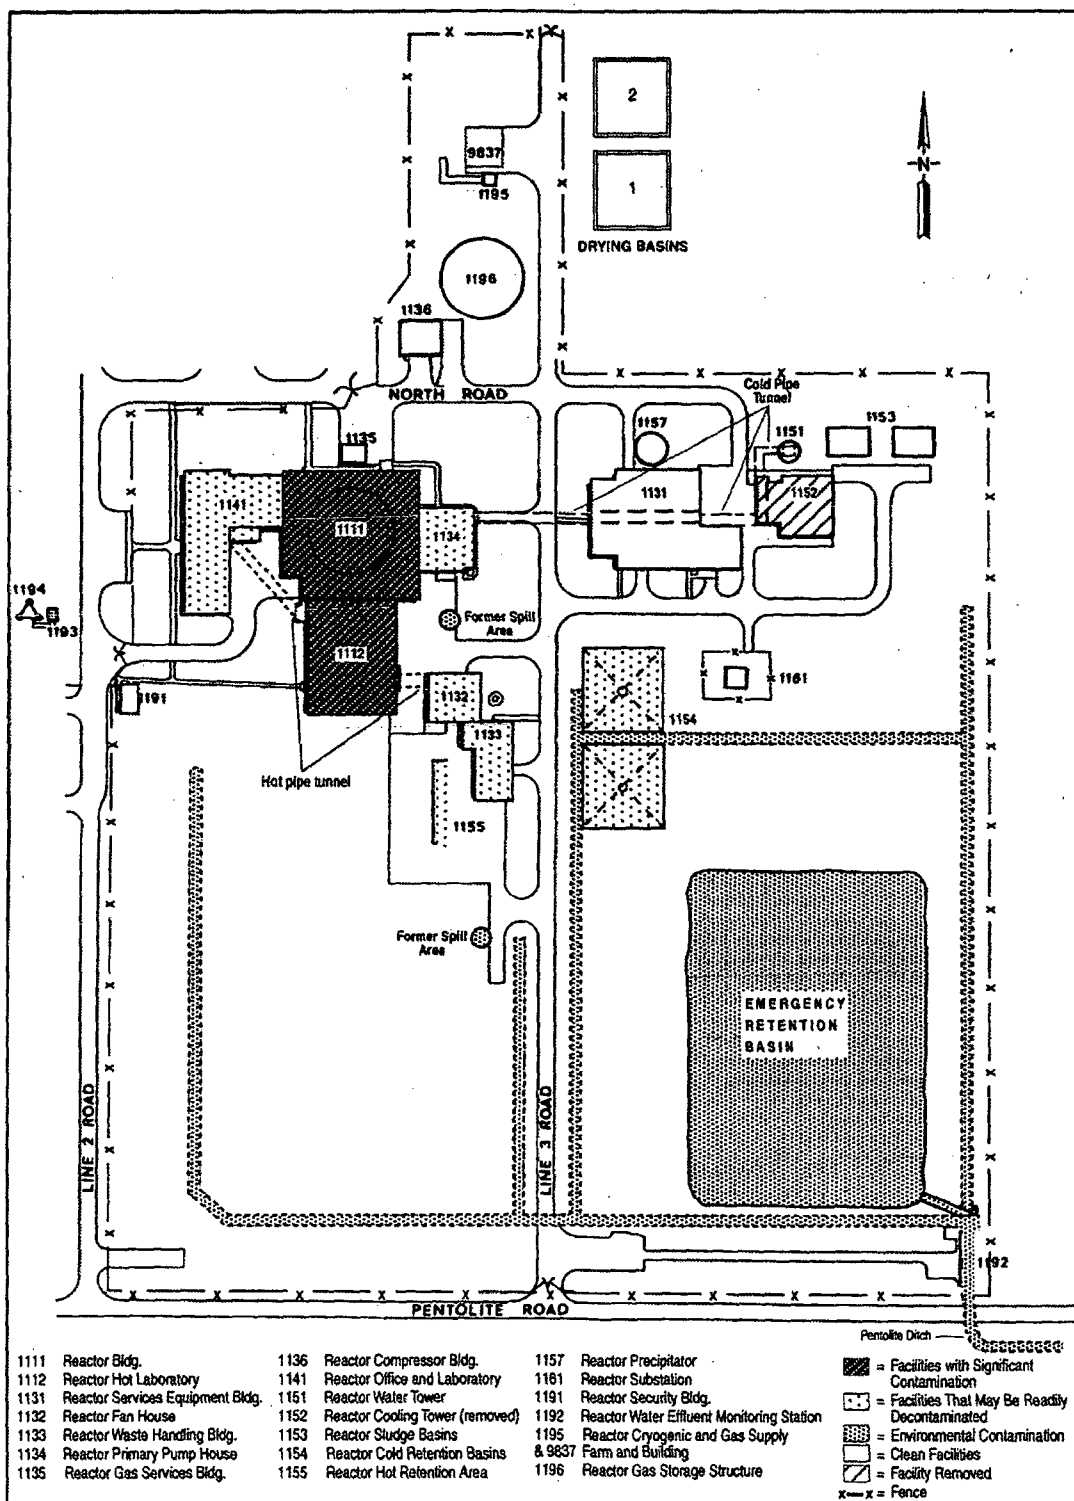 2
1
DRYING BASINS
N
9837
1195
1196
1136
NORTH ROAD
Cold Pipe
Tunnel
1135
1157
1151
1153
1141
1111
1134
1131
1152
1194
1193
Former Spill
Area
1112
1132
1161
1191
1154
1133
Hot pipe tunnel
1155
Former Spill
Area
EMERGENCY
RETENTION
BASIN
LINE 2 ROAD
LINE 3 ROAD
1192
PENTOLITE ROAD
Pentolite Ditch
1111 Reactor Bldg.
1112 Reactor Hot Laboratory
1131 Reactor Services Equipment Bldg.
1132 Reactor Fan House
1133 Reactor Waste Handling Bldg.
1134 Reactor Primary Pump House
1135 Reactor Gas Services Bldg.
1136 Reactor Compressor Bldg.
1141 Reactor Office and Laboratory
1151 Reactor Water Tower
1152 Reactor Cooling Tower (removed)
1153 Reactor Sludge Basins
1154 Reactor Cold Retention Basins
1155 Reactor Hot Retention Area
1157 Reactor Precipitator
1161 Reactor Substation
1191 Reactor Security Bldg.
1192 Reactor Water Effluent Monitoring Station
1195 Reactor Cryogenic and Gas Supply
& 9837 Farm and Building
1196 Reactor Gas Storage Structure
= Facilities with Significant
Contamination
= Facilities That May Be Readily
Decontaminated
= Environmental Contamination
= Clean Facilities
= Facility Removed
x—x = Fence